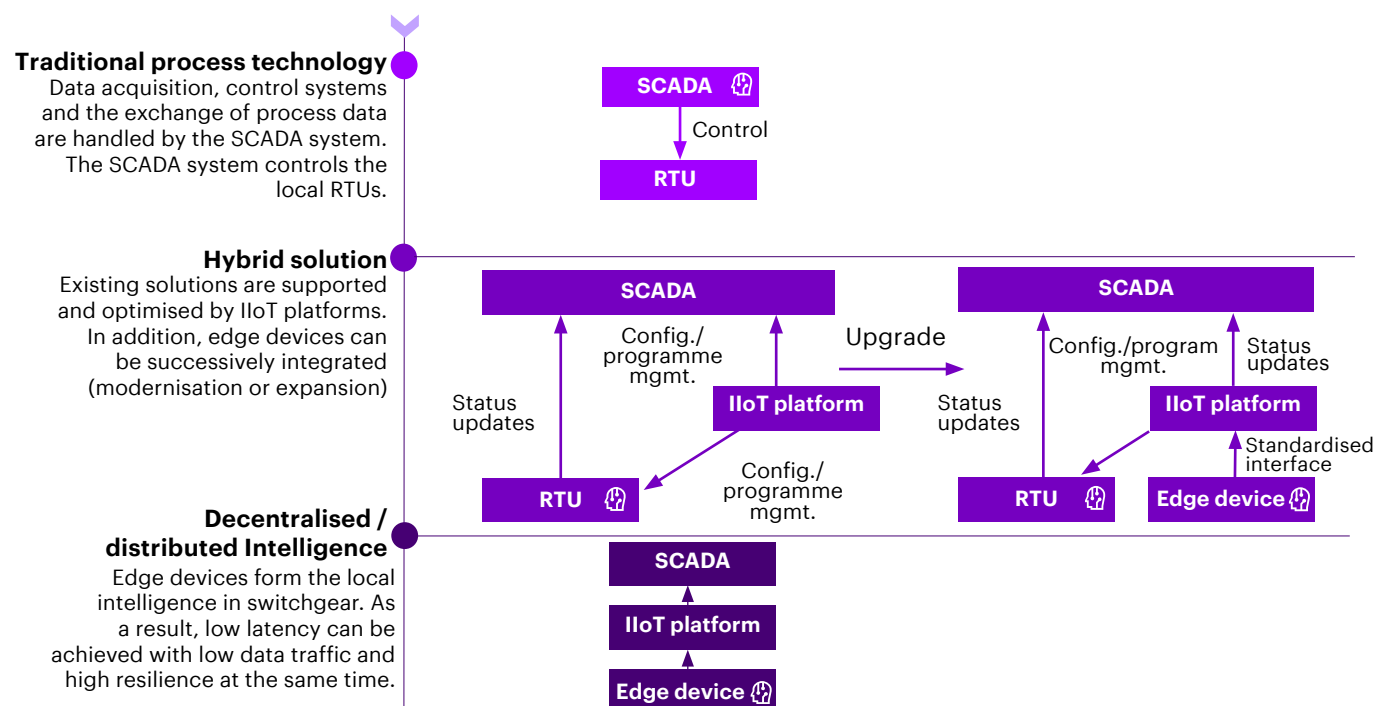 Traditional process technology
Data acquisition, control systems
and the exchange of process data
are handled by the SCADA system.
The SCADA system controls the
local RTUs.
SCADA
Control
RTU
Hybrid solution
Existing solutions are supported
and optimised by IIoT platforms.
In addition, edge devices can
be successively integrated
(modernisation or expansion)
SCADA
Config./
programme
mgmt.
Status
updates
IIoT platform
Config./
programme
mgmt.
RTU
Upgrade
SCADA
Config./program
mgmt.
Status
updates
Status
updates
IIoT platform
Standardised
interface
RTU
Edge device
Decentralised /
distributed Intelligence
Edge devices form the local
intelligence in switchgear. As
a result, low latency can be
achieved with low data traffic and
high resilience at the same time.
SCADA
IIoT platform
Edge device